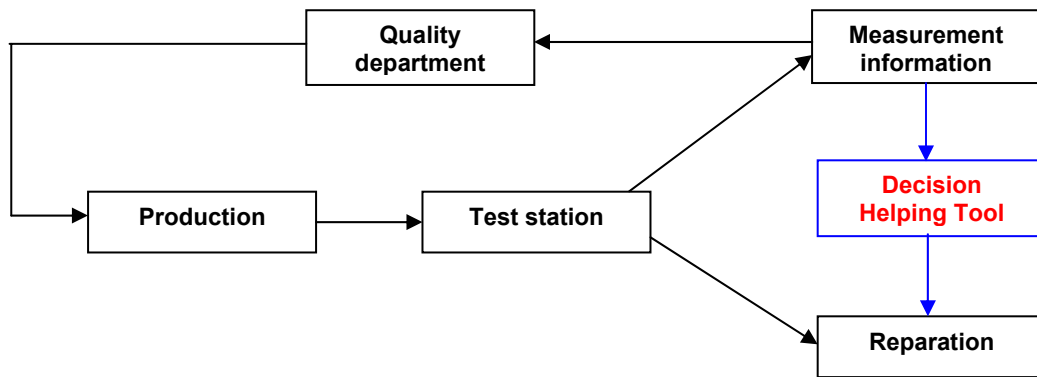 Quality
department
Measurement
information
Decision
Helping Tool
Production
Test station
Reparation